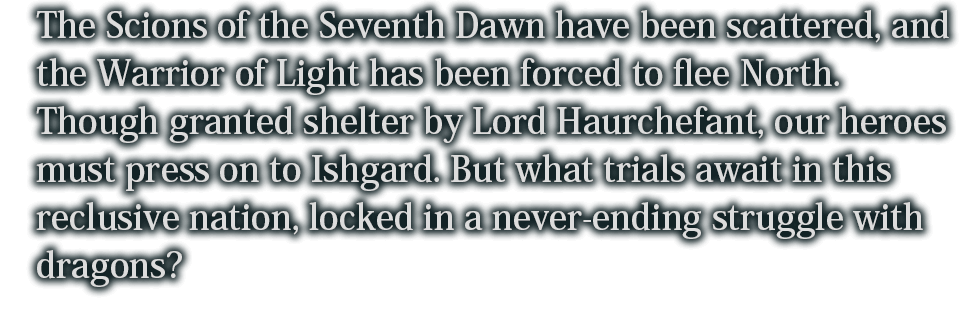 The Scions of the Seventh Dawn have been scattered, and
the Warrior of Light has been forced to flee North.
Though granted shelter by Lord Haurchefant, our heroes
must press on to Ishgard. But what trials await in this
reclusive nation, locked in a never-ending struggle with
dragons?